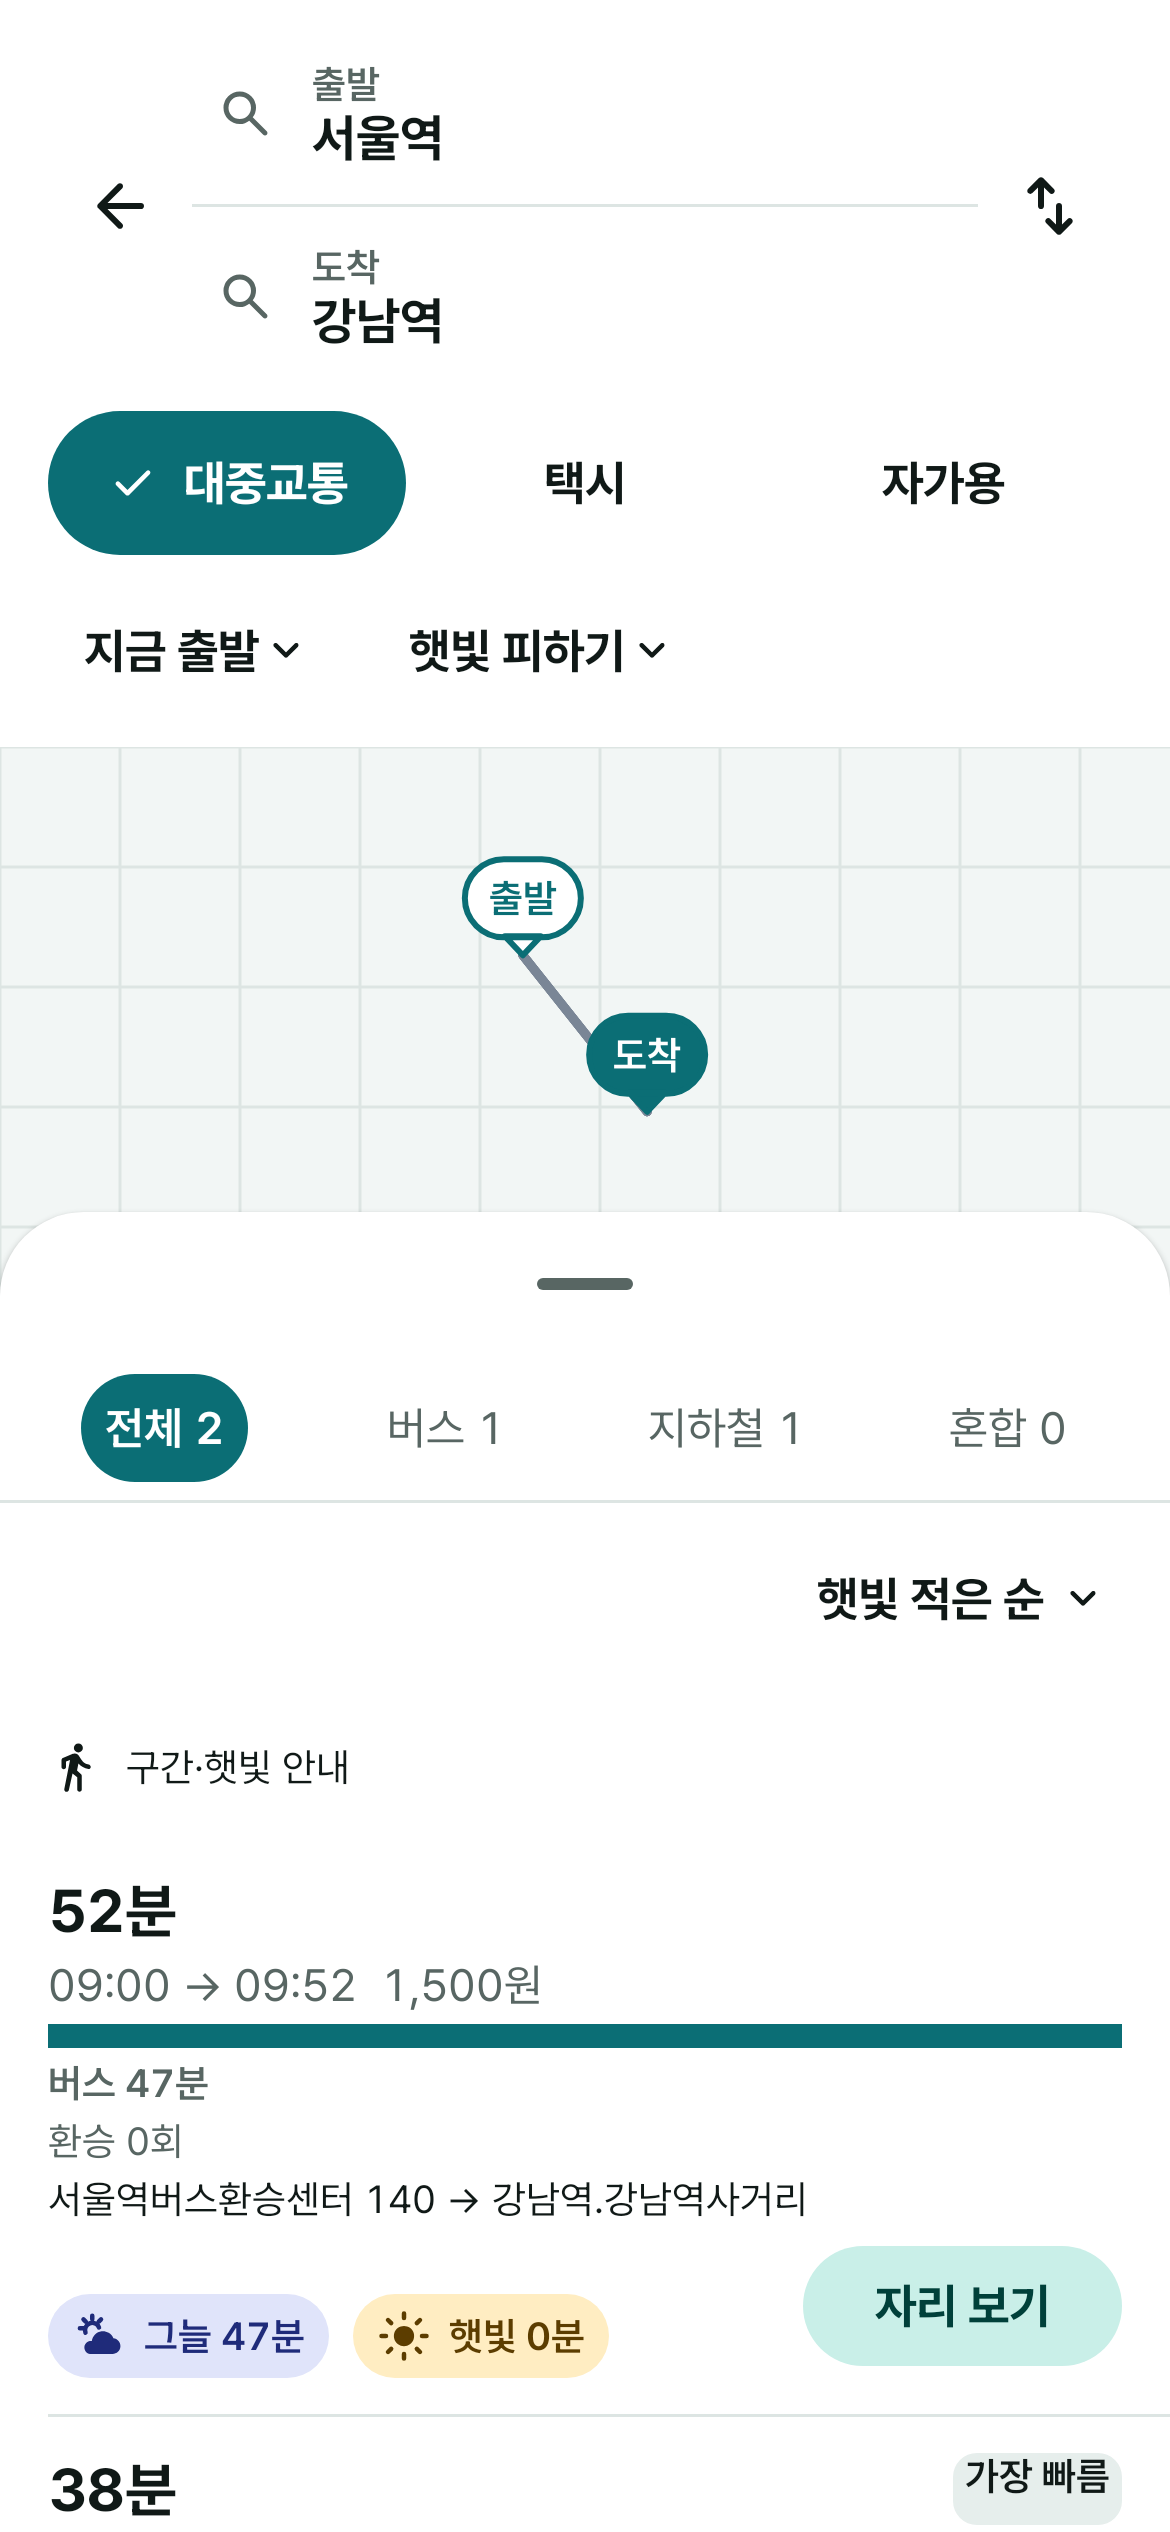 출발
서울역
도착
강남역
대중교통 택시 자가용
지금 출발 햇빛 피하기
출발
도착
전체 2 버스 1 지하철 1 혼합 0
햇빛 적은 순
구간·햇빛 안내
52분
09:00 → 09:52 1,500원
버스 47분
환승 0회
서울역버스환승센터 140 → 강남역.강남역사거리
자리 보기
그늘 47분 햇빛 0분
38분 가장 빠름